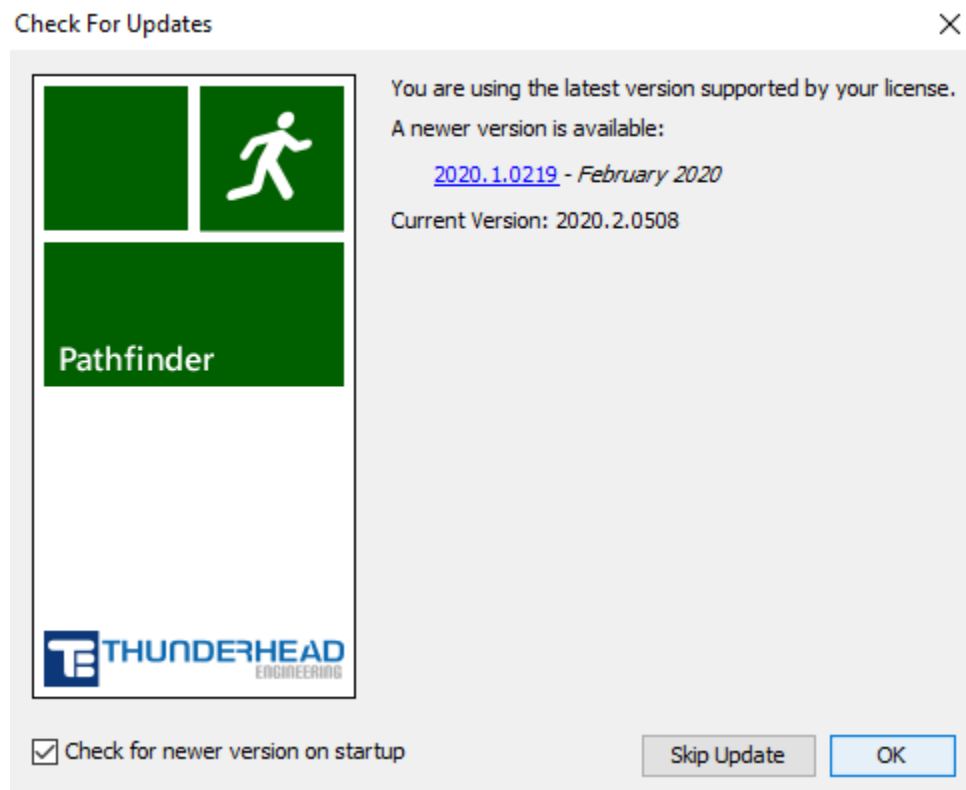 Check For Updates
You are using the latest version supported by your license.
A newer version is available:
2020.1.0219 - February 2020
Current Version: 2020.2.0508
Pathfinder
THUNDERHEAD
ENGINEERING
Check for newer version on startup
Skip Update
OK